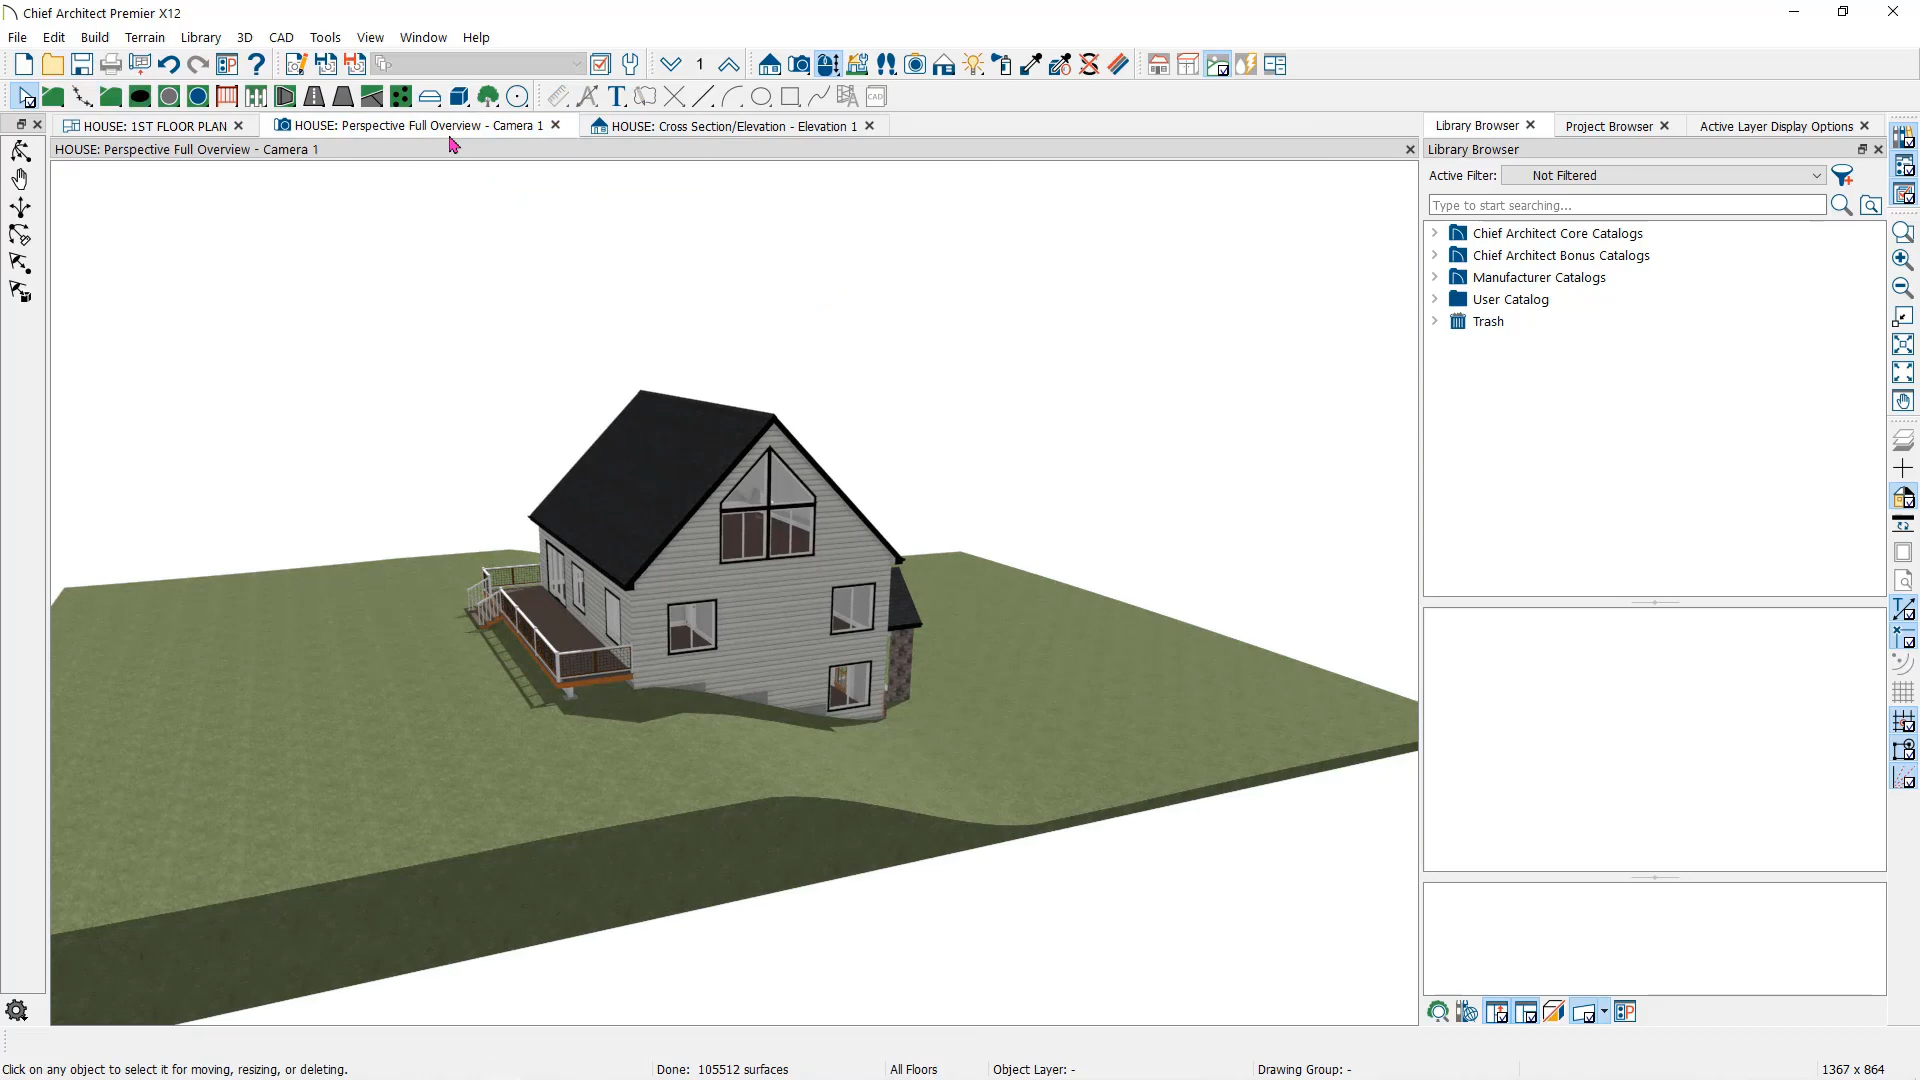 Chief Architect Premier X12
File Edit Build Terrain Library 3D CAD Tools View Window Help
1
HOUSE: 1ST FLOOR PLAN
HOUSE: Perspective Full Overview - Camera 1
HOUSE: Cross Section/Elevation - Elevation 1
Library Browser
Project Browser
Active Layer Display Options
HOUSE: Perspective Full Overview - Camera 1
Library Browser
Active Filter: Not Filtered
Type to start searching...
Chief Architect Core Catalogs
Chief Architect Bonus Catalogs
Manufacturer Catalogs
User Catalog
Trash
Click on any object to select it for moving, resizing, or deleting.
Done: 105512 surfaces
All Floors
Object Layer: -
Drawing Group: -
1367 x 864